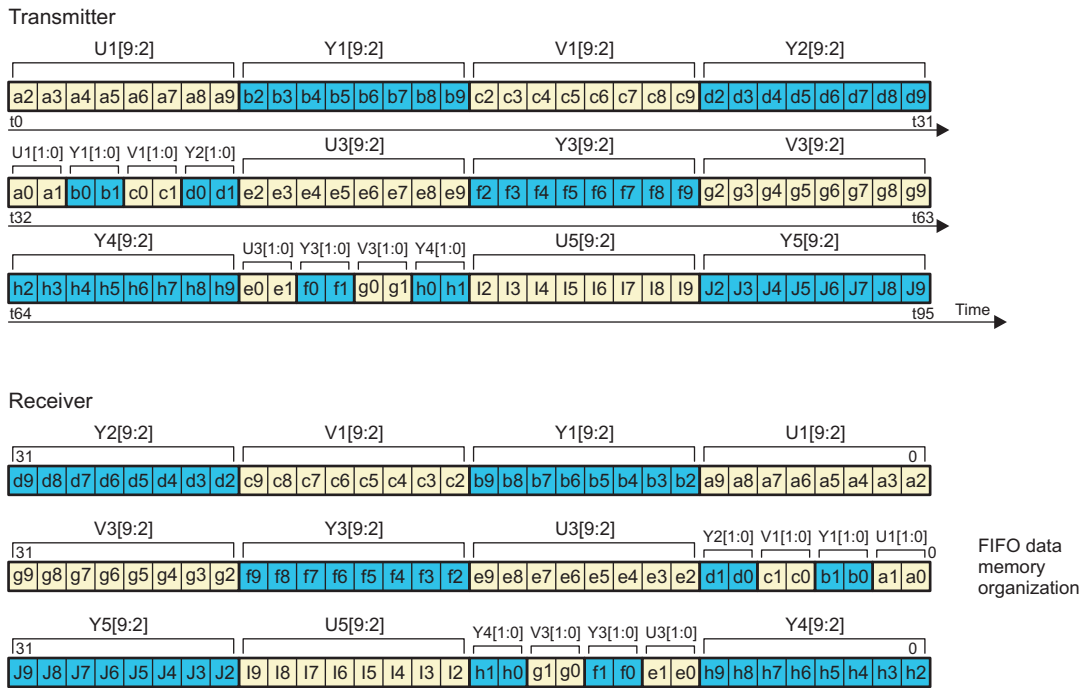 Transmitter
U1[9:2] Y1[9:2] V1[9:2] Y2[9:2]
a2 a3 a4 a5 a6 a7 a8 a9 b2 b3 b4 b5 b6 b7 b8 b9 c2 c3 c4 c5 c6 c7 c8 c9 d2 d3 d4 d5 d6 d7 d8 d9
t0 t31
U1[1:0] Y1[1:0] V1[1:0] Y2[1:0] U3[9:2] Y3[9:2] V3[9:2]
a0 a1 b0 b1 c0 c1 d0 d1 e2 e3 e4 e5 e6 e7 e8 e9 f2 f3 f4 f5 f6 f7 f8 f9 g2 g3 g4 g5 g6 g7 g8 g9
t32 t63
Y4[9:2] U3[1:0] Y3[1:0] V3[1:0] Y4[1:0] U5[9:2] Y5[9:2]
h2 h3 h4 h5 h6 h7 h8 h9 e0 e1 f0 f1 g0 g1 h0 h1 I2 I3 I4 I5 I6 I7 I8 I9 J2 J3 J4 J5 J6 J7 J8 J9
t64 t95 Time
Receiver
Y2[9:2] V1[9:2] Y1[9:2] U1[9:2]
31 0
d9 d8 d7 d6 d5 d4 d3 d2 c9 c8 c7 c6 c5 c4 c3 c2 b9 b8 b7 b6 b5 b4 b3 b2 a9 a8 a7 a6 a5 a4 a3 a2
V3[9:2] Y3[9:2] U3[9:2] Y2[1:0] V1[1:0] Y1[1:0] U1[1:0]
31 0
g9 g8 g7 g6 g5 g4 g3 g2 f9 f8 f7 f6 f5 f4 f3 f2 e9 e8 e7 e6 e5 e4 e3 e2 d1 d0 c1 c0 b1 b0 a1 a0
FIFO data
memory
organization
Y5[9:2] U5[9:2] Y4[1:0] V3[1:0] Y3[1:0] U3[1:0] Y4[9:2]
31 0
J9 J8 J7 J6 J5 J4 J3 J2 I9 I8 I7 I6 I5 I4 I3 I2 h1 h0 g1 g0 f1 f0 e1 e0 h9 h8 h7 h6 h5 h4 h3 h2